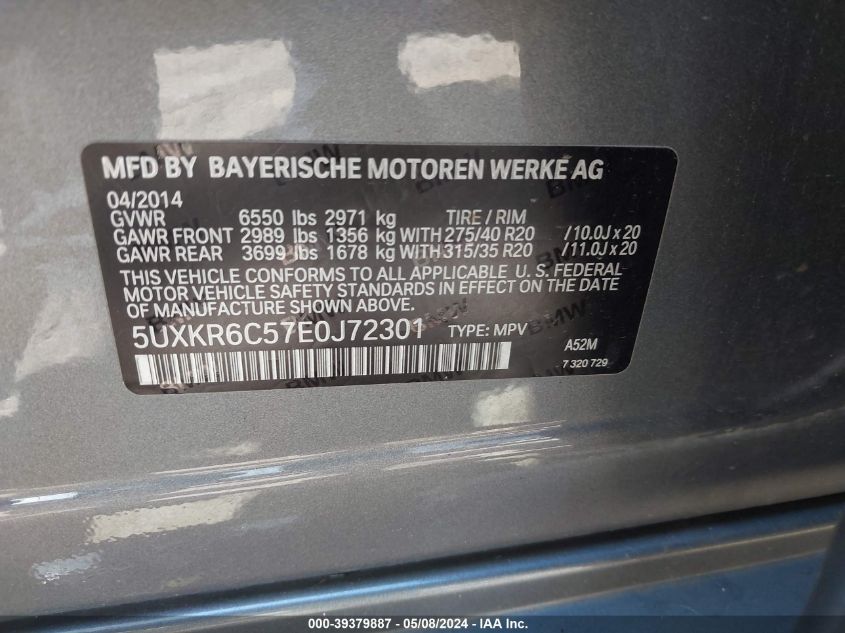 MFD BY BAYERISCHE MOTOREN WERKE AG
04/2014
GVWR 6550 lbs 2971 kg TIRE / RIM
GAWR FRONT 2989 lbs 1356 kg WITH 275/40 R20 /10.0J x 20
GAWR REAR 3699 lbs 1678 kg WITH 315/35 R20 /11.0J x 20
THIS VEHICLE CONFORMS TO ALL APPLICABLE U. S. FEDERAL
MOTOR VEHICLE SAFETY STANDARDS IN EFFECT ON THE DATE
OF MANUFACTURE SHOWN ABOVE.
5UXKR6C57E0J72301 TYPE: MPV
A52M
7 320 729
000-39379887 - 05/08/2024 - IAA Inc.